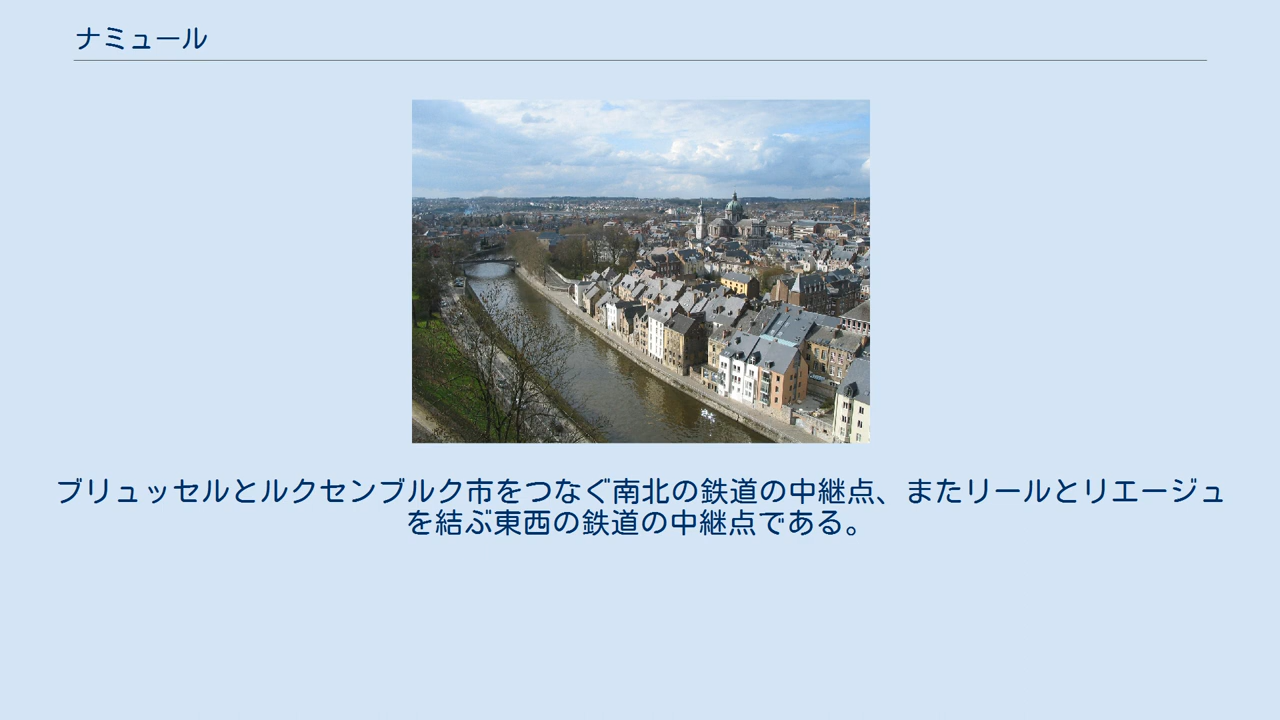 ナミュール
ブリュッセルとルクセンブルク市をつなぐ南北の鉄道の中継点、またリールとリエージュ
を結ぶ東西の鉄道の中継点である。